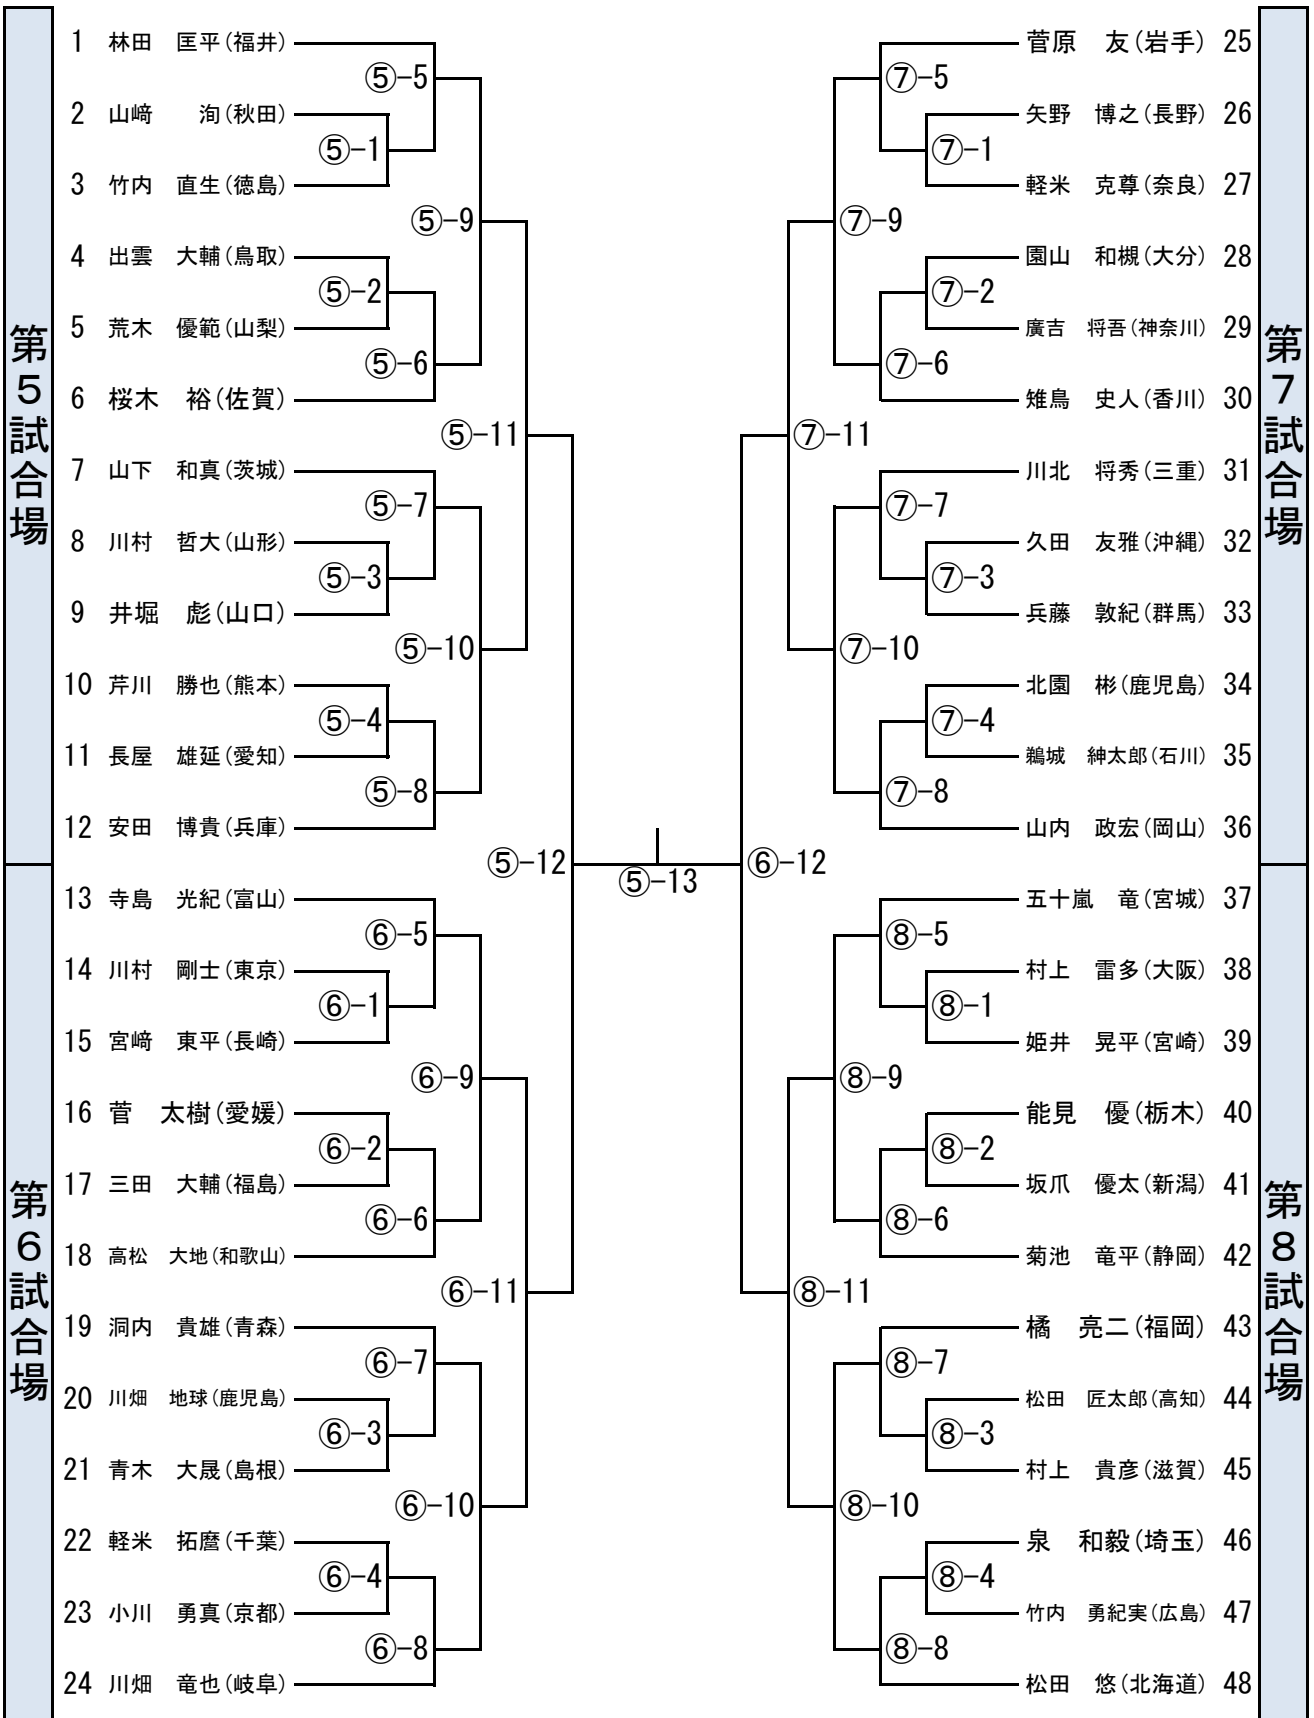 第5試合場
1 林田 匡平(福井)
⑤-5
2 山﨑 洵(秋田)
⑤-1
3 竹内 直生(徳島)
⑤-9
4 出雲 大輔(鳥取)
⑤-2
5 荒木 優範(山梨)
⑤-6
6 桜木 裕(佐賀)
⑤-11
7 山下 和真(茨城)
⑤-7
8 川村 哲大(山形)
⑤-3
9 井堀 彪(山口)
⑤-10
10 芹川 勝也(熊本)
⑤-4
11 長屋 雄延(愛知)
⑤-8
12 安田 博貴(兵庫)
⑤-12
第6試合場
13 寺島 光紀(富山)
⑥-5
14 川村 剛士(東京)
⑥-1
15 宮﨑 東平(長崎)
⑥-9
16 菅 太樹(愛媛)
⑥-2
17 三田 大輔(福島)
⑥-6
18 高松 大地(和歌山)
⑥-11
19 洞内 貴雄(青森)
⑥-7
20 川畑 地球(鹿児島)
⑥-3
21 青木 大晟(島根)
⑥-10
22 軽米 拓麿(千葉)
⑥-4
23 小川 勇真(京都)
⑥-8
24 川畑 竜也(岐阜)
⑤-13
第7試合場
菅原 友(岩手) 25
⑦-5
矢野 博之(長野) 26
⑦-1
軽米 克尊(奈良) 27
⑦-9
園山 和槻(大分) 28
⑦-2
廣吉 将吾(神奈川) 29
⑦-6
雉鳥 史人(香川) 30
⑦-11
川北 将秀(三重) 31
⑦-7
久田 友雅(沖縄) 32
⑦-3
兵藤 敦紀(群馬) 33
⑦-10
北園 彬(鹿児島) 34
⑦-4
鵜城 紳太郎(石川) 35
⑦-8
山内 政宏(岡山) 36
⑥-12
第8試合場
五十嵐 竜(宮城) 37
⑧-5
村上 雷多(大阪) 38
⑧-1
姫井 晃平(宮崎) 39
⑧-9
能見 優(栃木) 40
⑧-2
坂爪 優太(新潟) 41
⑧-6
菊池 竜平(静岡) 42
⑧-11
橘 亮二(福岡) 43
⑧-7
松田 匠太郎(高知) 44
⑧-3
村上 貴彦(滋賀) 45
⑧-10
泉 和毅(埼玉) 46
⑧-4
竹内 勇紀実(広島) 47
⑧-8
松田 悠(北海道) 48